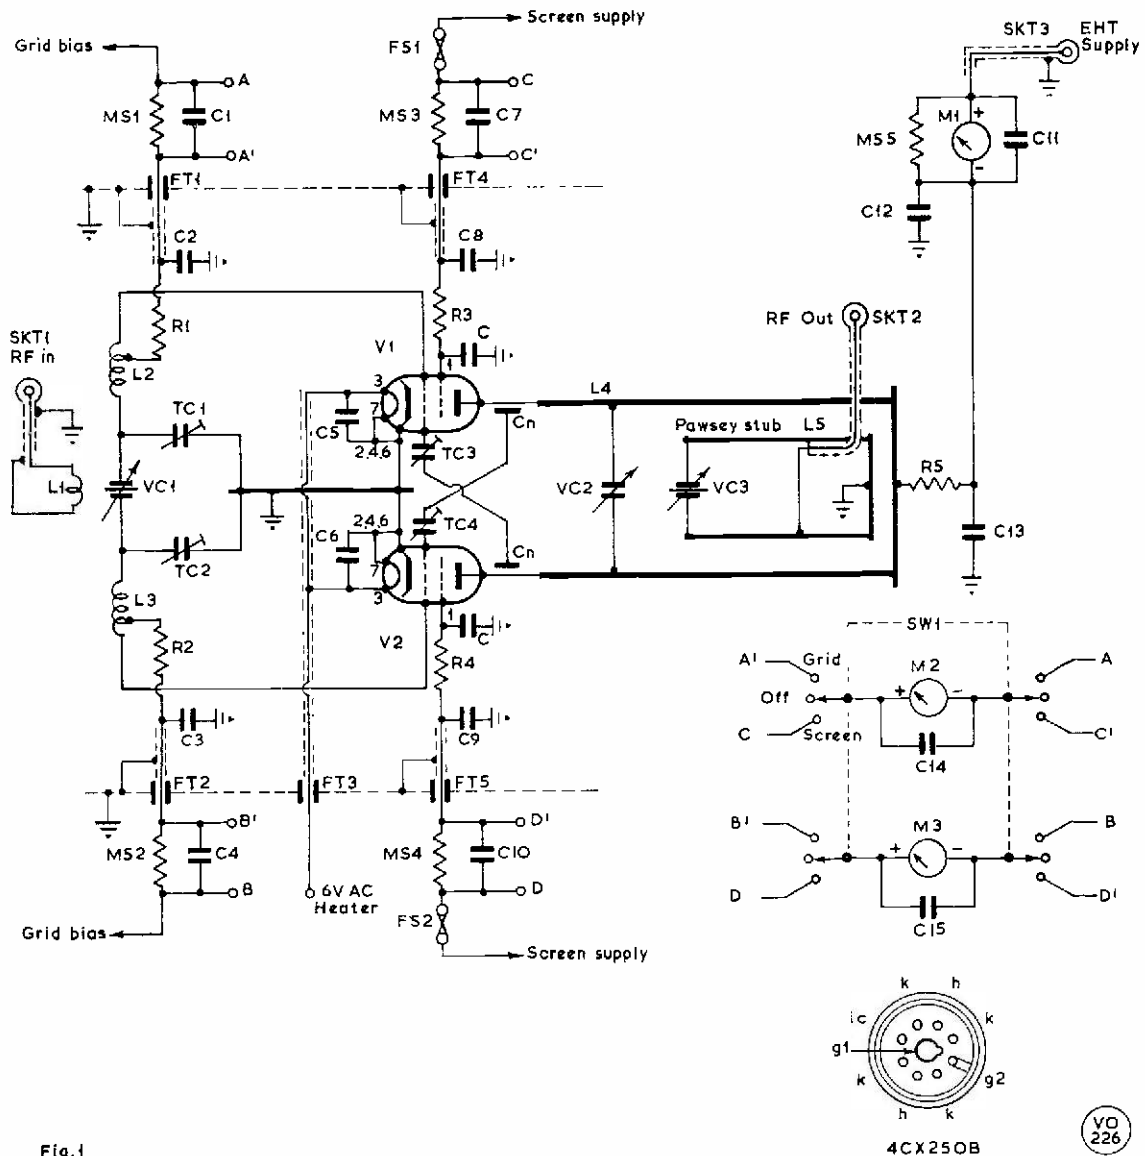 Screen supply
SKT3
EHT
Supply
Grid bias
FS1
A
C
MS1
C1
MS3
C7
MS5
M1
+
-
C11
A'
C'
FT1
FT4
C12
C2
C8
R1
R3
SKT1
RF in
RF Out
SKT2
V1
C
1
L2
3
L4
TC1
7
C5
Cn
Pawsey stub
L5
2,4,6
TC3
L1
VC1
VC2
VC3
R5
TC4
C6
2,4,6
Cn
C13
TC2
7
L3
3
1
C
R2
V2
R4
SW1
A'
Grid
M2
A
Off
+
-
C3
C9
C
Screen
C'
C14
FT2
FT3
FT5
B'
D'
B'
M3
B
MS2
C4
MS4
C10
+
-
B
6V AC
Heater
D
D
D'
FS2
C15
Grid bias
Screen supply
k
h
ic
k
g1
k
g2
h
k
VO
226
Fig.1
4CX250B